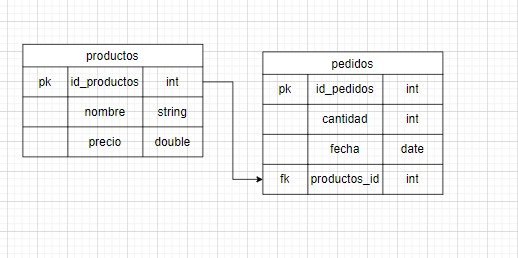 productos
pk id_productos int
nombre string
precio double
pedidos
pk id_pedidos int
cantidad int
fecha date
fk productos_id int